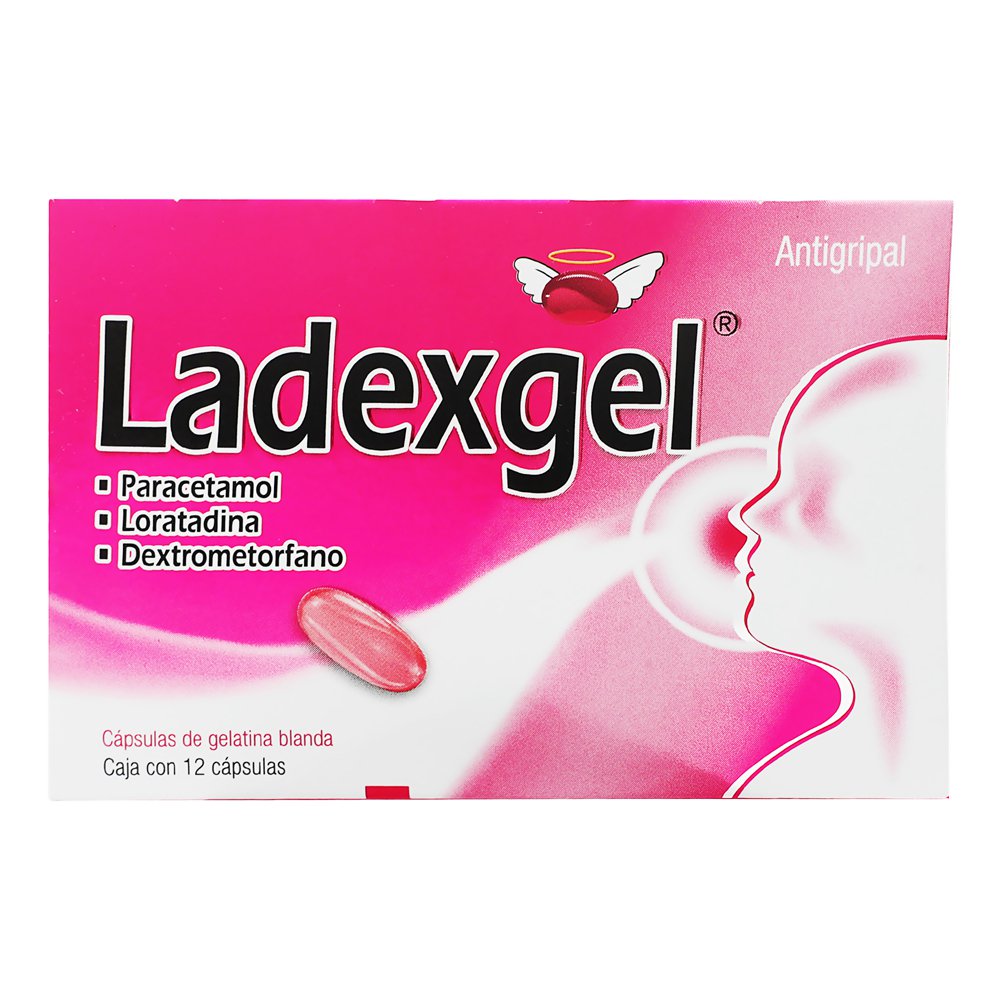 Antigripal
Ladexgel®
Paracetamol
Loratadina
Dextrometorfano
Cápsulas de gelatina blanda
Caja con 12 cápsulas